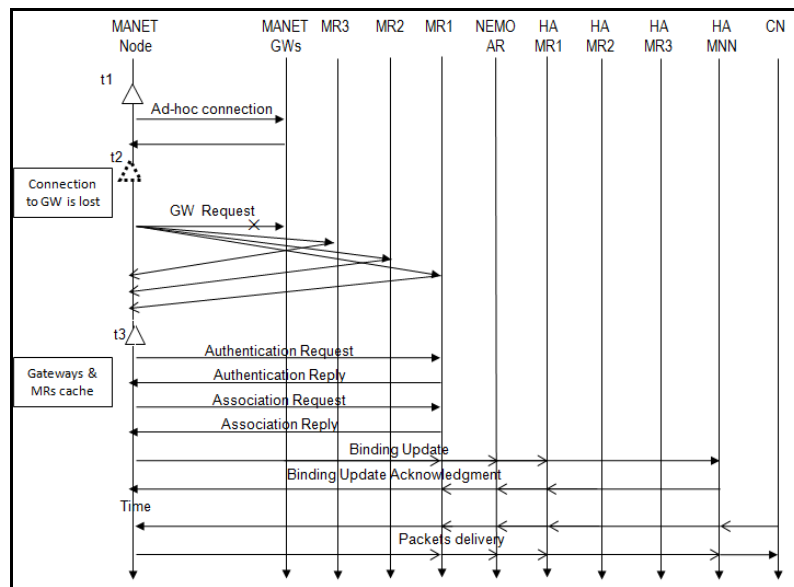 MANET Node
MANET GWs
MR3
MR2
MR1
NEMO AR
HA MR1
HA MR2
HA MR3
HA MNN
CN
t1
Ad-hoc connection
t2
Connection
to GW is lost
GW Request
t3
Authentication Request
Gateways &
MRs cache
Authentication Reply
Association Request
Association Reply
Binding Update
Binding Update Acknowledgment
Time
Packets delivery